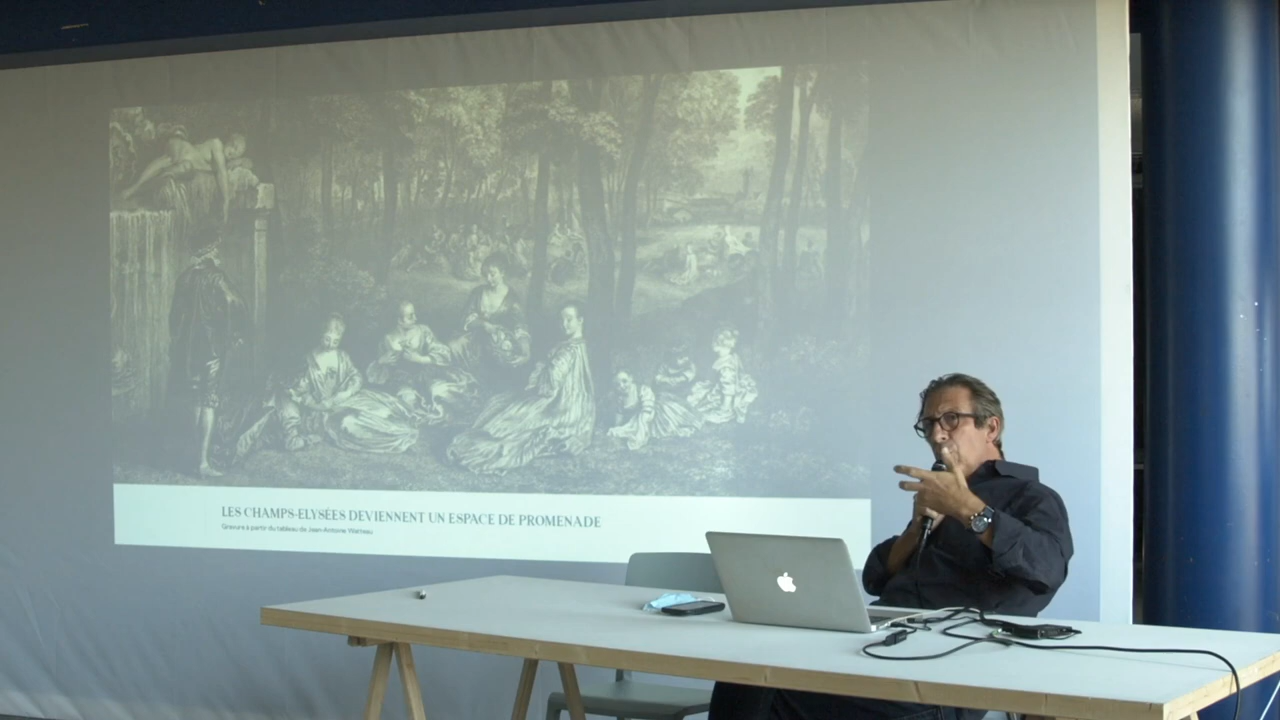 LES CHAMPS-ELYSÉES DEVIENNENT UN ESPACE DE PROMENADE
Gravure à partir du tableau de Jean-Antoine Watteau